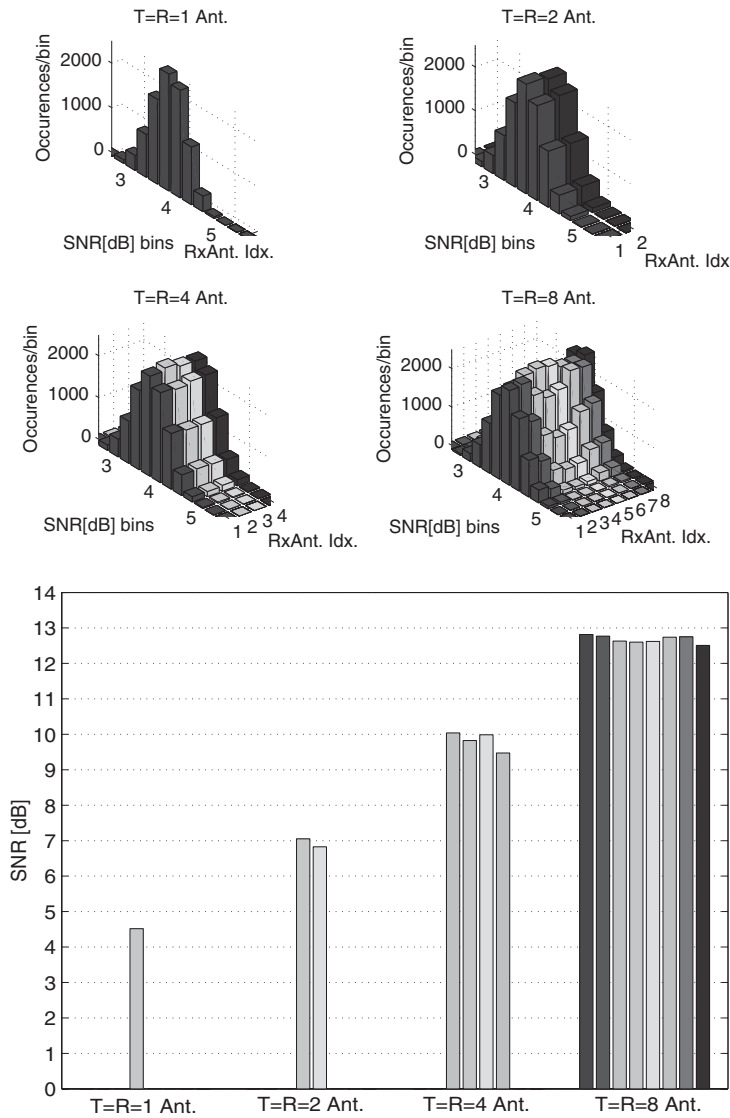 T=R=1 Ant.
Occurences/bin
2000
1000
0
3
4
5
SNR[dB] bins
RxAnt. Idx.
T=R=2 Ant.
Occurences/bin
2000
1000
0
3
4
5
1
2
SNR[dB] bins
RxAnt. Idx
T=R=4 Ant.
Occurences/bin
2000
1000
0
3
4
5
1 2 3 4
SNR[dB] bins
RxAnt. Idx.
T=R=8 Ant.
Occurences/bin
2000
1000
0
3
4
5
12345678
SNR[dB] bins
RxAnt. Idx.
SNR [dB]
14
13
12
11
10
9
8
7
6
5
4
3
2
1
0
T=R=1 Ant.
T=R=2 Ant.
T=R=4 Ant.
T=R=8 Ant.